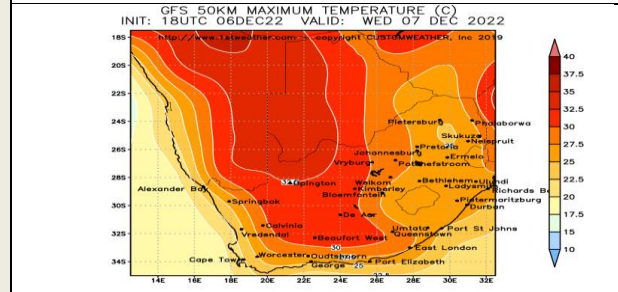 GFS 50KM MAXIMUM TEMPERATURE (C)
INIT: 18UTC 06DEC22 VALID: WED 07 DEC 2022
http://www.1stweather.com -- copyright CUSTOMWEATHER, Inc 2019
18S
20S
22S
24S
26S
28S
30S
32S
34S
14E 16E 18E 20E 22E 24E 26E 28E 30E 32E
40
37.5
35
32.5
30
27.5
25
22.5
20
17.5
15
10
Pietersburg
Phalaborwa
Skukuza
Nelspruit
Pretoria
Johannesburg
Ermelo
Vryburg
Potchefstroom
Welkom
Bethlehem
Ulundi
Upington
Kimberley
Ladysmith
Richards
Alexander Bay
Bloemfontein
Springbok
Pietermaritzburg
Durban
De Aar
Calvinia
Umtata
Port St Johns
Vredendal
Beaufort West
Queenstown
30
East London
Cape Town
Worcester
Oudtshoorn
George
25
Port Elizabeth